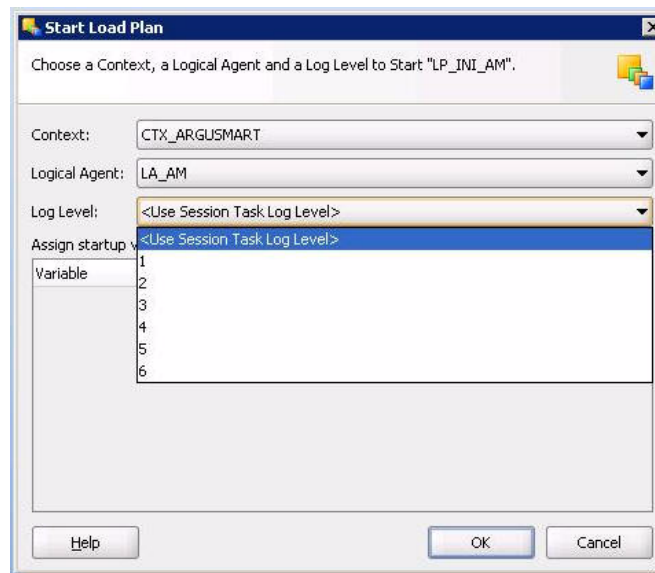 Start Load Plan
Choose a Context, a Logical Agent and a Log Level to Start "LP_INI_AM".
Context: CTX_ARGUSMART
Logical Agent: LA_AM
Log Level: <Use Session Task Log Level>
<Use Session Task Log Level>
Assign startup
Variable
1
2
3
4
5
6
Help OK Cancel